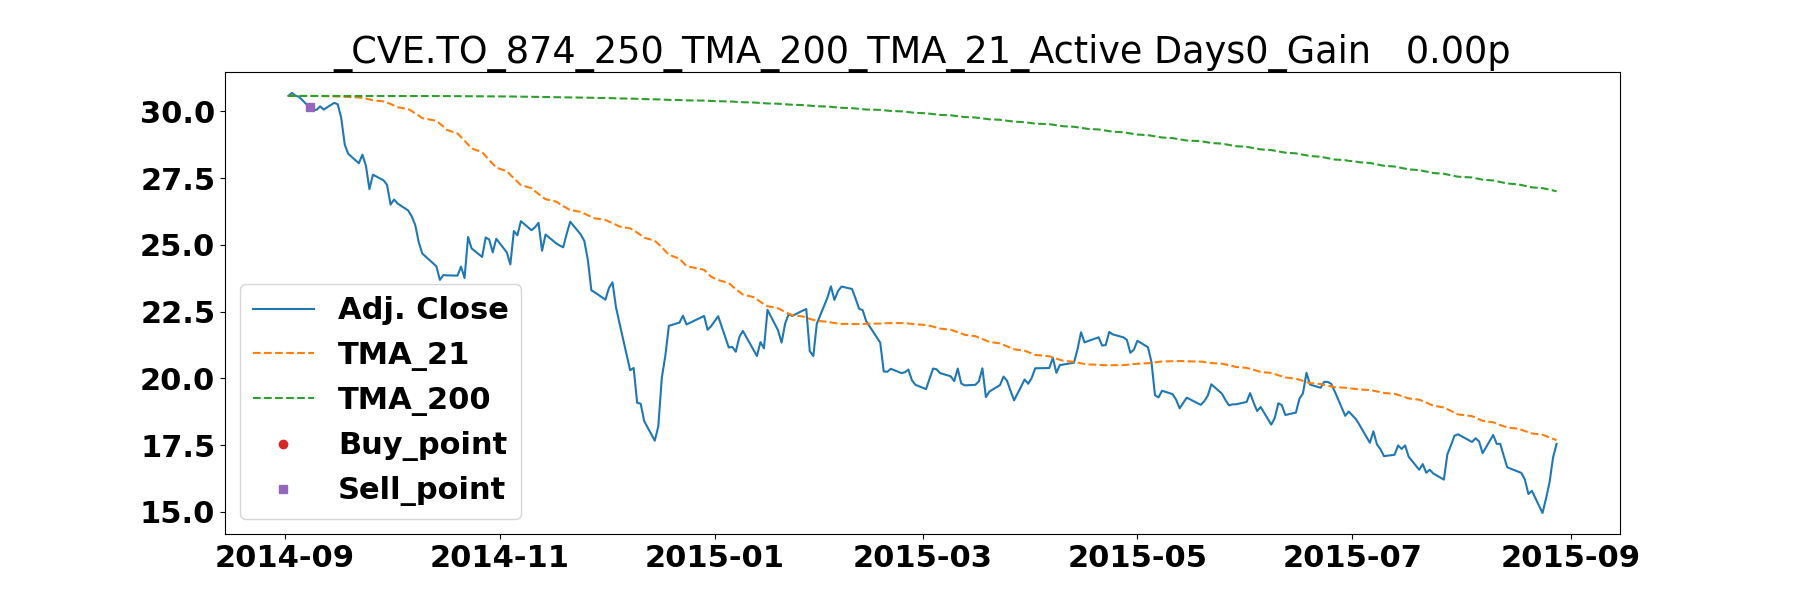 _CVE.TO_874_250_TMA_200_TMA_21_Active Days0_Gain   0.00p
30.0
27.5
25.0
22.5
20.0
17.5
15.0
Adj. Close
TMA_21
TMA_200
Buy_point
Sell_point
2014-09 2014-11 2015-01 2015-03 2015-05 2015-07 2015-09